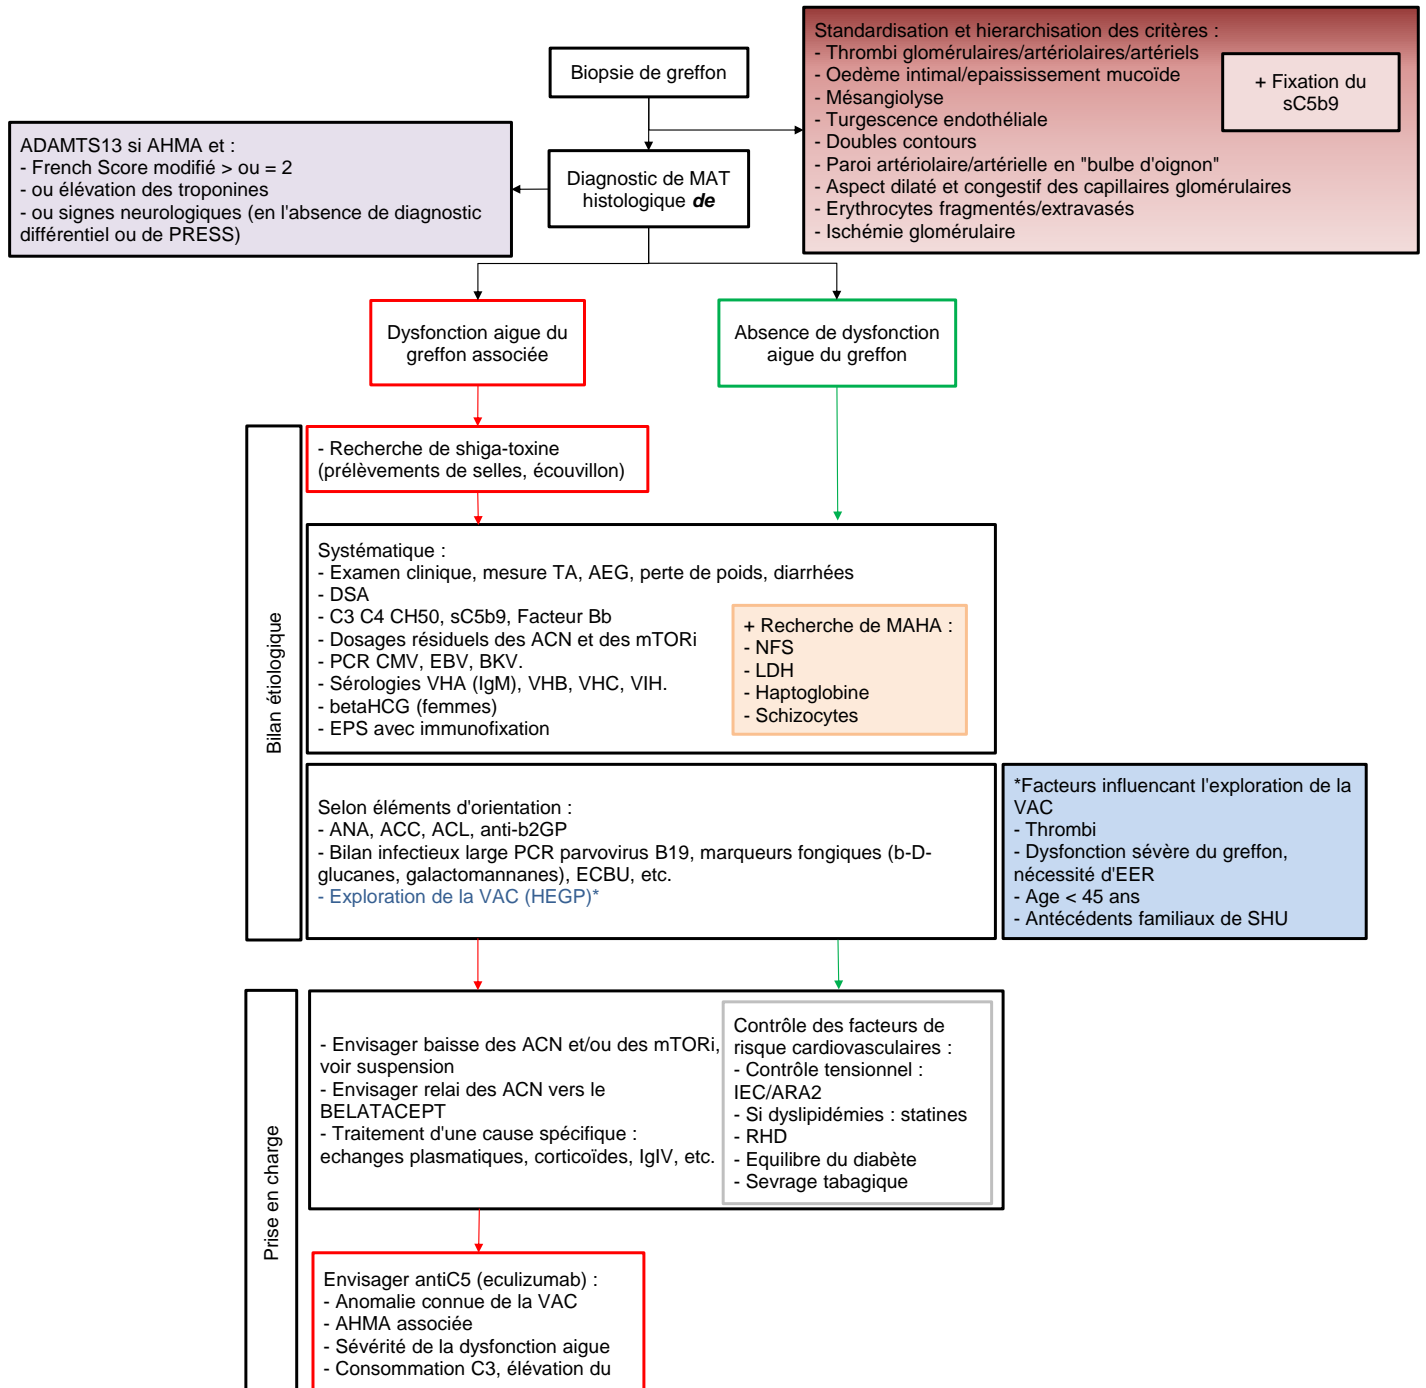 Biopsie de greffon
Standardisation et hierarchisation des critères :
- Thrombi glomérulaires/artériolaires/artériels
- Oedème intimal/epaississement mucoïde
- Mésangiolyse
- Turgescence endothéliale
- Doubles contours
- Paroi artériolaire/artérielle en "bulbe d'oignon"
- Aspect dilaté et congestif des capillaires glomérulaires
- Erythrocytes fragmentés/extravasés
- Ischémie glomérulaire
+ Fixation du
sC5b9
ADAMTS13 si AHMA et :
- French Score modifié > ou = 2
- ou élévation des troponines
- ou signes neurologiques (en l'absence de diagnostic
différentiel ou de PRESS)
Diagnostic de MAT
histologique de
Dysfonction aigue du
greffon associée
Absence de dysfonction
aigue du greffon
Bilan étiologique
- Recherche de shiga-toxine
(prélèvements de selles, écouvillon)
Systématique :
- Examen clinique, mesure TA, AEG, perte de poids, diarrhées
- DSA
- C3 C4 CH50, sC5b9, Facteur Bb
- Dosages résiduels des ACN et des mTORi
- PCR CMV, EBV, BKV.
- Sérologies VHA (IgM), VHB, VHC, VIH.
- betaHCG (femmes)
- EPS avec immunofixation
+ Recherche de MAHA :
- NFS
- LDH
- Haptoglobine
- Schizocytes
Selon éléments d'orientation :
- ANA, ACC, ACL, anti-b2GP
- Bilan infectieux large PCR parvovirus B19, marqueurs fongiques (b-D-
glucanes, galactomannanes), ECBU, etc.
- Exploration de la VAC (HEGP)*
*Facteurs influencant l'exploration de la
VAC
- Thrombi
- Dysfonction sévère du greffon,
nécessité d'EER
- Age < 45 ans
- Antécédents familiaux de SHU
Prise en charge
- Envisager baisse des ACN et/ou des mTORi,
voir suspension
- Envisager relai des ACN vers le
BELATACEPT
- Traitement d'une cause spécifique :
echanges plasmatiques, corticoïdes, IgIV, etc.
Contrôle des facteurs de
risque cardiovasculaires :
- Contrôle tensionnel :
IEC/ARA2
- Si dyslipidémies : statines
- RHD
- Equilibre du diabète
- Sevrage tabagique
Envisager antiC5 (eculizumab) :
- Anomalie connue de la VAC
- AHMA associée
- Sévérité de la dysfonction aigue
- Consommation C3, élévation du